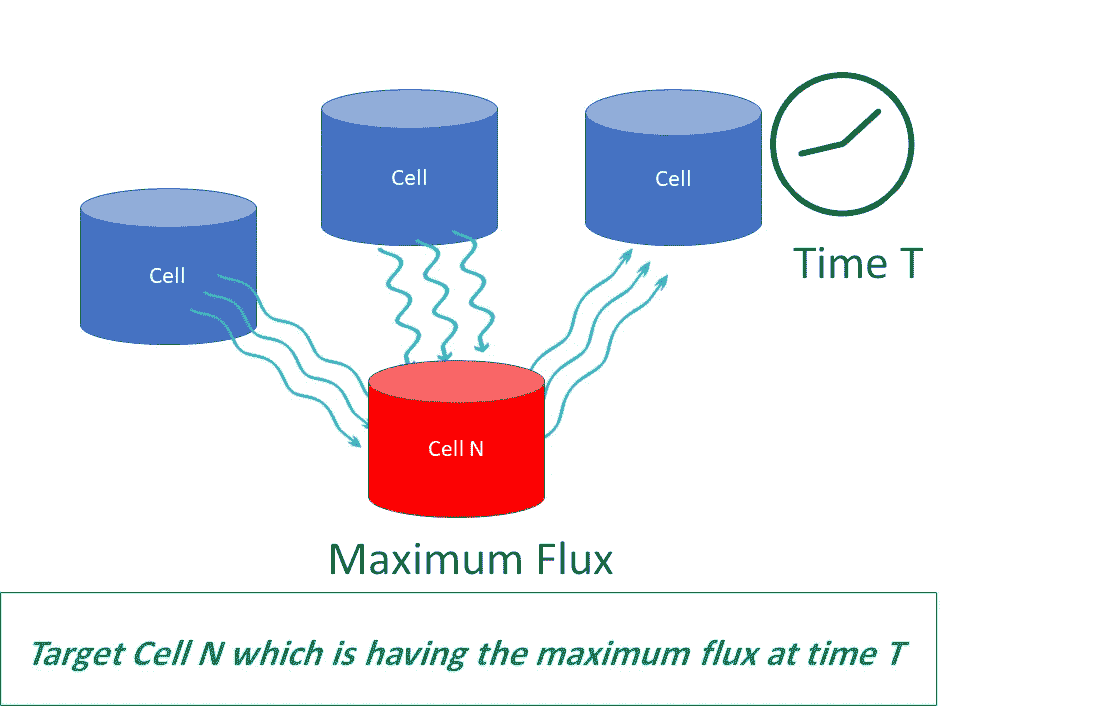 Cell
Cell
Cell
Time T
Cell N
Maximum Flux
Target Cell N which is having the maximum flux at time T